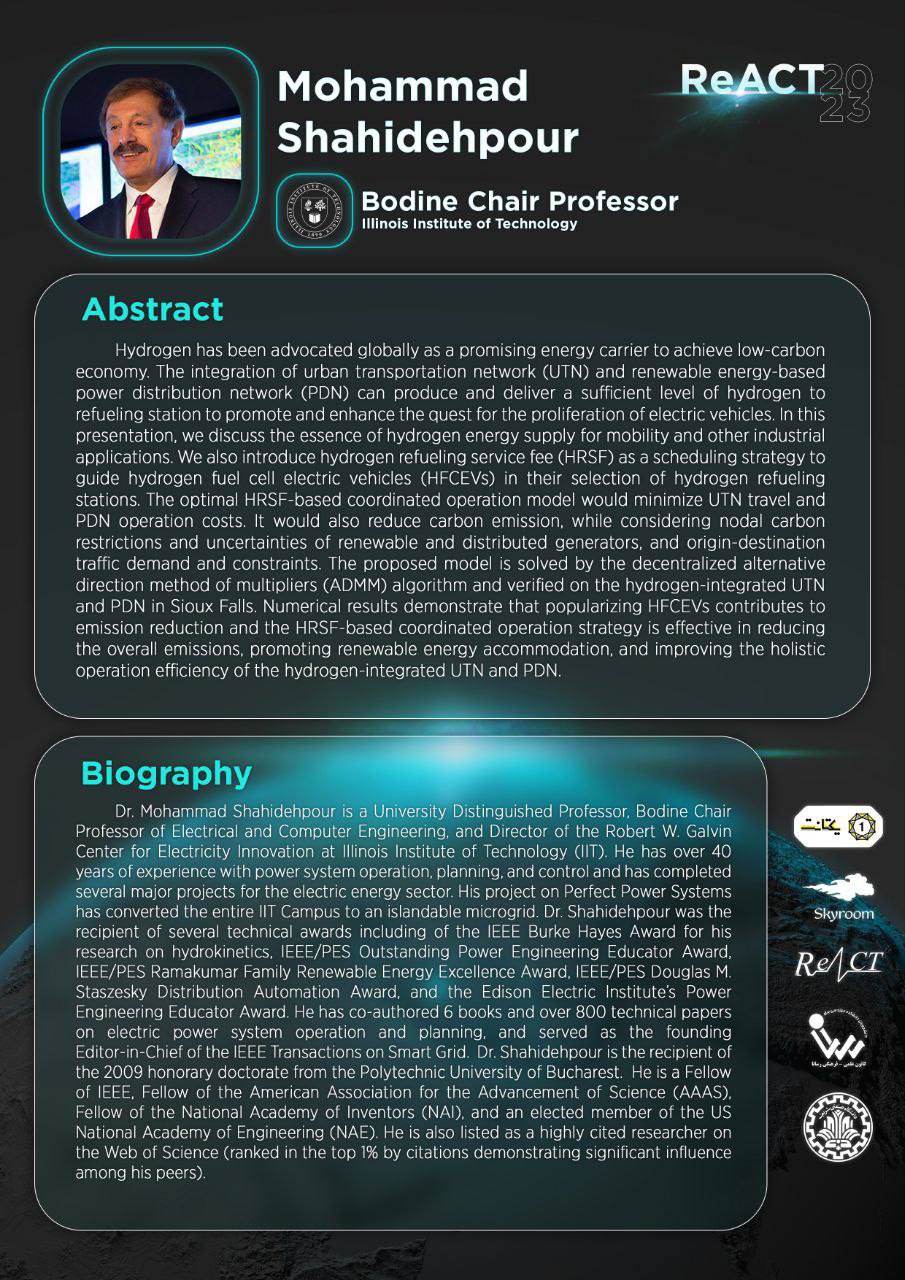 Mohammad
Shahidehpour
ReACT
20
23
ILLINOIS INSTITUTE OF TECHNOLOGY
1940
Bodine Chair Professor
Illinois Institute of Technology
Abstract
Hydrogen has been advocated globally as a promising energy carrier to achieve low-carbon
economy. The integration of urban transportation network (UTN) and renewable energy-based
power distribution network (PDN) can produce and deliver a sufficient level of hydrogen to
refueling station to promote and enhance the quest for the proliferation of electric vehicles. In this
presentation, we discuss the essence of hydrogen energy supply for mobility and other industrial
applications. We also introduce hydrogen refueling service fee (HRSF) as a scheduling strategy to
guide hydrogen fuel cell electric vehicles (HFCEVs) in their selection of hydrogen refueling
stations. The optimal HRSF-based coordinated operation model would minimize UTN travel and
PDN operation costs. It would also reduce carbon emission, while considering nodal carbon
restrictions and uncertainties of renewable and distributed generators, and origin-destination
traffic demand and constraints. The proposed model is solved by the decentralized alternative
direction method of multipliers (ADMM) algorithm and verified on the hydrogen-integrated UTN
and PDN in Sioux Falls. Numerical results demonstrate that popularizing HFCEVs contributes to
emission reduction and the HRSF-based coordinated operation strategy is effective in reducing
the overall emissions, promoting renewable energy accommodation, and improving the holistic
operation efficiency of the hydrogen-integrated UTN and PDN.
Biography
Dr. Mohammad Shahidehpour is a University Distinguished Professor, Bodine Chair
Professor of Electrical and Computer Engineering, and Director of the Robert W. Galvin
Center for Electricity Innovation at Illinois Institute of Technology (IIT). He has over 40
years of experience with power system operation, planning, and control and has completed
several major projects for the electric energy sector. His project on Perfect Power Systems
has converted the entire IIT Campus to an islandable microgrid. Dr. Shahidehpour was the
recipient of several technical awards including of the IEEE Burke Hayes Award for his
research on hydrokinetics, IEEE/PES Outstanding Power Engineering Educator Award,
IEEE/PES Ramakumar Family Renewable Energy Excellence Award, IEEE/PES Douglas M.
Staszesky Distribution Automation Award, and the Edison Electric Institute’s Power
Engineering Educator Award. He has co-authored 6 books and over 800 technical papers
on electric power system operation and planning, and served as the founding
Editor-in-Chief of the IEEE Transactions on Smart Grid. Dr. Shahidehpour is the recipient of
the 2009 honorary doctorate from the Polytechnic University of Bucharest. He is a Fellow
of IEEE, Fellow of the American Association for the Advancement of Science (AAAS),
Fellow of the National Academy of Inventors (NAI), and an elected member of the US
National Academy of Engineering (NAE). He is also listed as a highly cited researcher on
the Web of Science (ranked in the top 1% by citations demonstrating significant influence
among his peers).
یکتانت 1
Skyroom
ReACT
کانون علمی - فرهنگی رسانا